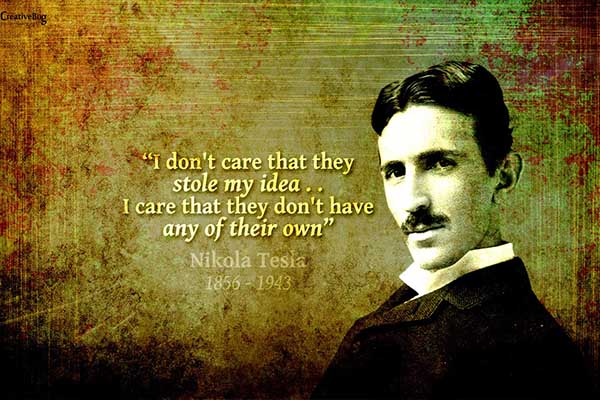 CreativeBug
“I don't care that they
stole my idea . .
I care that they don't have
any of their own”
Nikola Tesla
1856 - 1943